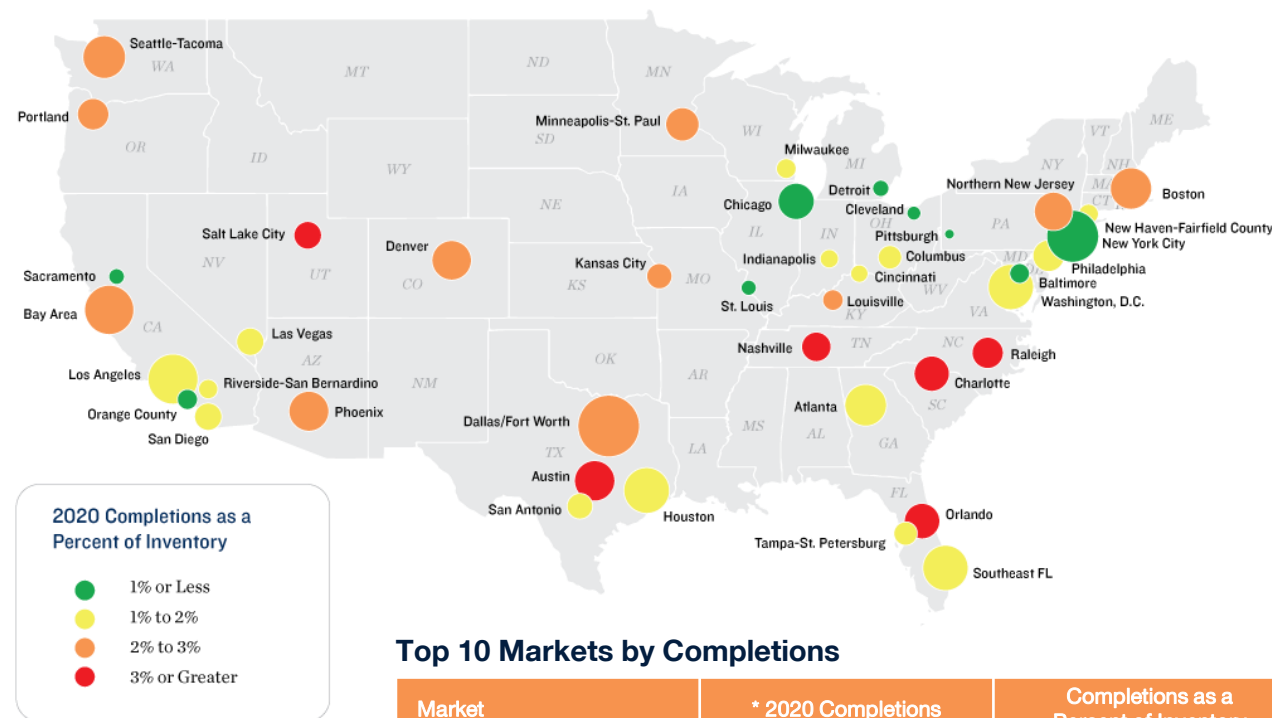 Seattle-Tacoma
WA
MT
ND
MN
Portland
Minneapolis-St. Paul
SD
WI
OR
ID
WY
Milwaukee
MI
VT
ME
NH
NY
MA
CT
Northern New Jersey
Boston
Detroit
IA
NE
Chicago
Cleveland
OH
PA
New Haven-Fairfield County
New York City
Salt Lake City
Denver
IL
IN
Pittsburgh
NV
UT
CO
Kansas City
KS
MO
Indianapolis
Columbus
MD
Philadelphia
Sacramento
Cincinnati
Baltimore
St. Louis
WV
Louisville
KY
VA
Washington, D.C.
Bay Area
CA
Las Vegas
Nashville
TN
NC
Raleigh
AZ
OK
Los Angeles
Riverside-San Bernardino
NM
AR
Charlotte
Orange County
Phoenix
Atlanta
SC
San Diego
Dallas/Fort Worth
MS
AL
GA
TX
LA
Austin
San Antonio
Houston
FL
Orlando
Tampa-St. Petersburg
Southeast FL
2020 Completions as a
Percent of Inventory
1% or Less
1% to 2%
2% to 3%
3% or Greater
Top 10 Markets by Completions
Market
* 2020 Completions
Completions as a
Percent of Inventory